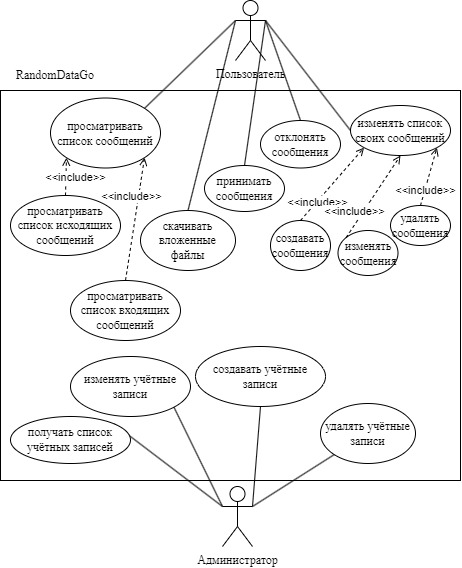 Пользователь
RandomDataGo
просматривать
список сообщений
изменять список
своих сообщений
отклонять
сообщения
<<include>>
<<include>>
принимать
сообщения
<<include>>
<<include>>
<<include>>
просматривать
список исходящих
сообщений
скачивать
вложенные
файлы
создавать
сообщения
изменять
сообщения
удалять
сообщения
просматривать
список входящих
сообщений
изменять учётные
записи
создавать учётные
записи
получать список
учётных записей
удалять учётные
записи
Администратор